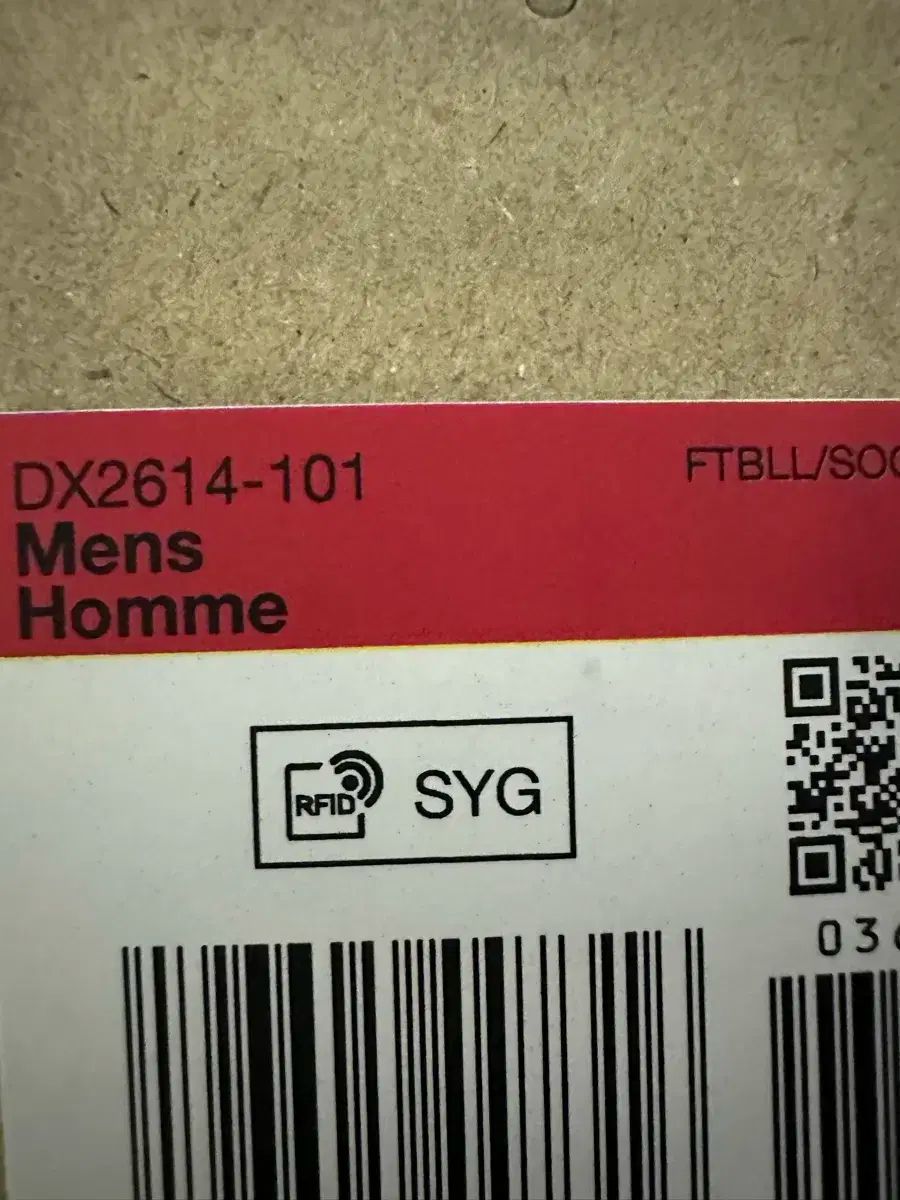 DX2614-101
FTBLL/SOC
Mens
Homme
RFID SYG
03